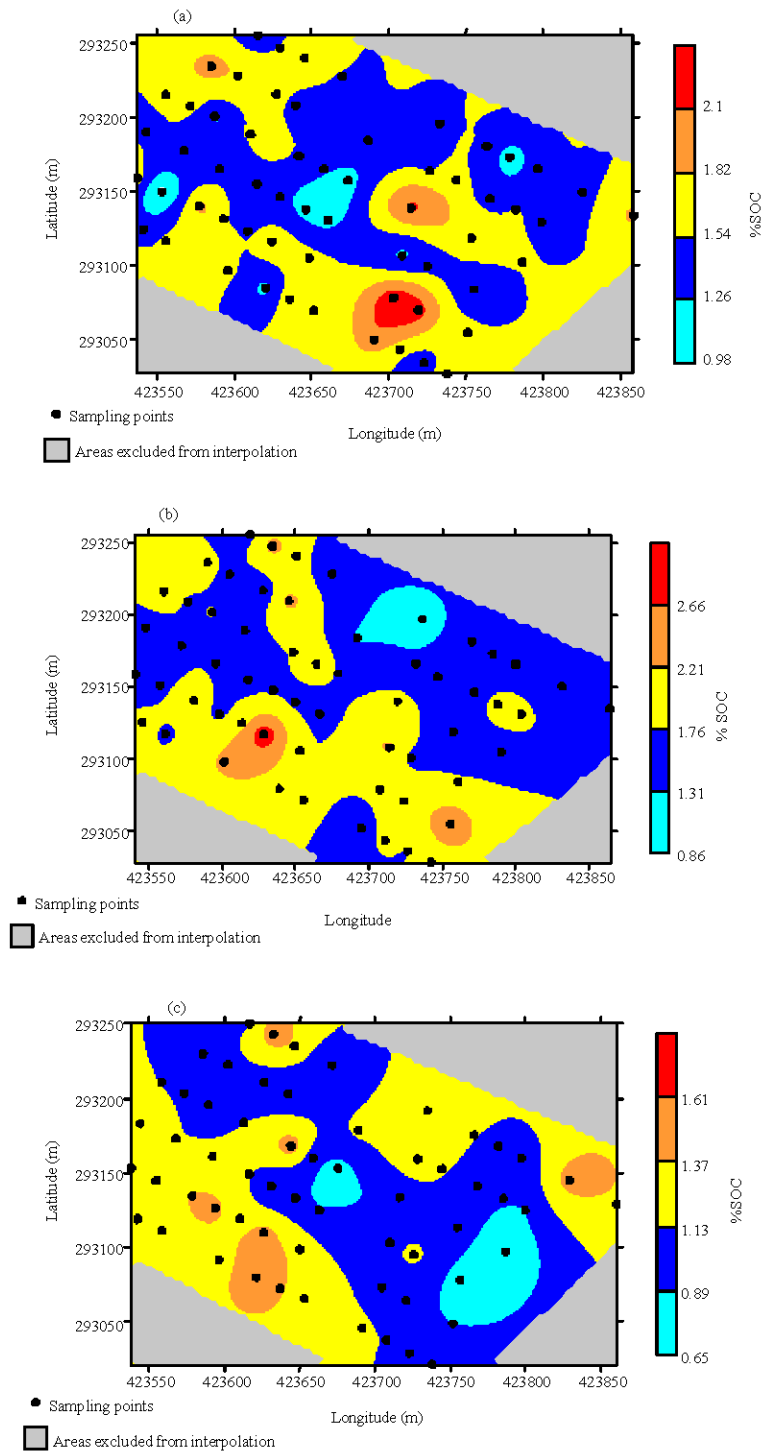 (a)
293250
293200
293150
293100
293050
Latitude (m)
423550 423600 423650 423700 423750 423800 423850
Longitude (m)
2.1
1.82
1.54
1.26
0.98
%SOC
Sampling points
Areas excluded from interpolation
(b)
293250
293200
293150
293100
293050
Latitude (m)
423550 423600 423650 423700 423750 423800 423850
Longitude
2.66
2.21
1.76
1.31
0.86
% SOC
Sampling points
Areas excluded from interpolation
(c)
293250
293200
293150
293100
293050
Latitude (m)
423550 423600 423650 423700 423750 423800 423850
Longitude (m)
1.61
1.37
1.13
0.89
0.65
%SOC
Sampling points
Areas excluded from interpolation